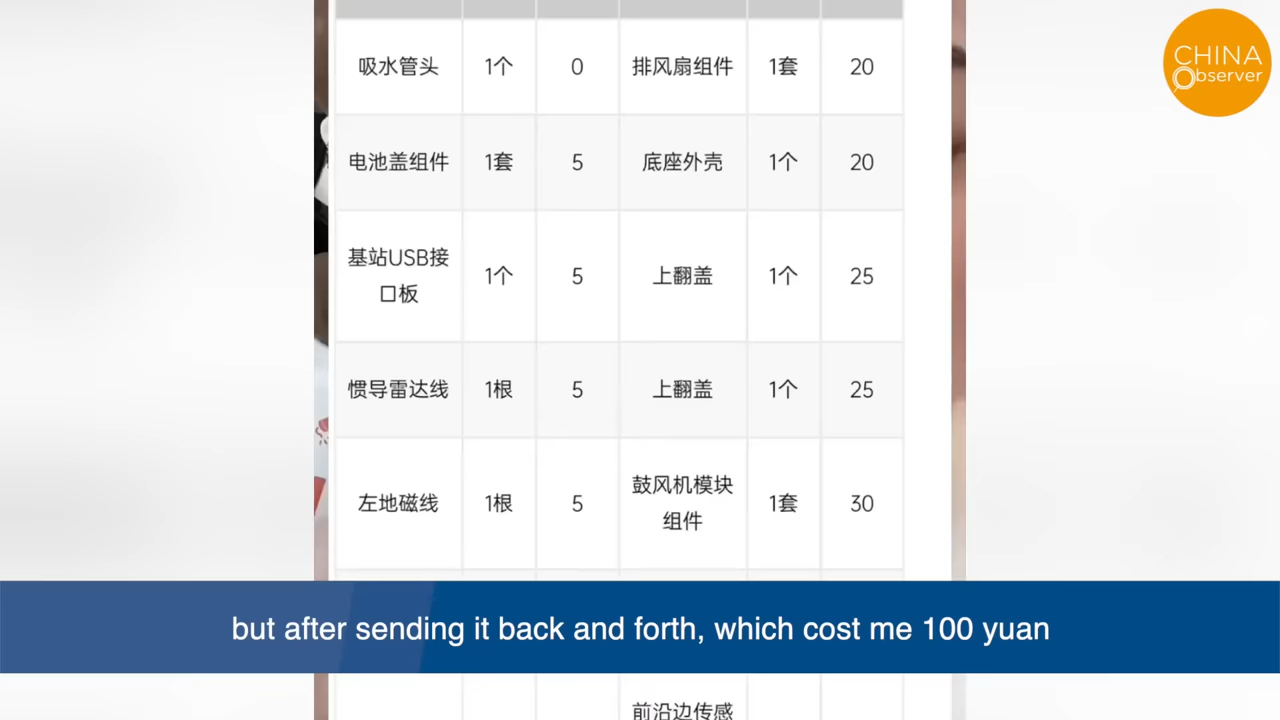 CHINA
Observer
吸水管头 1个 0 排风扇组件 1套 20
电池盖组件 1套 5 底座外壳 1个 20
基站USB接
口板 1个 5 上翻盖 1个 25
惯导雷达线 1根 5 上翻盖 1个 25
左地磁线 1根 5 鼓风机模块
组件 1套 30
but after sending it back and forth, which cost me 100 yuan
前沿边传感